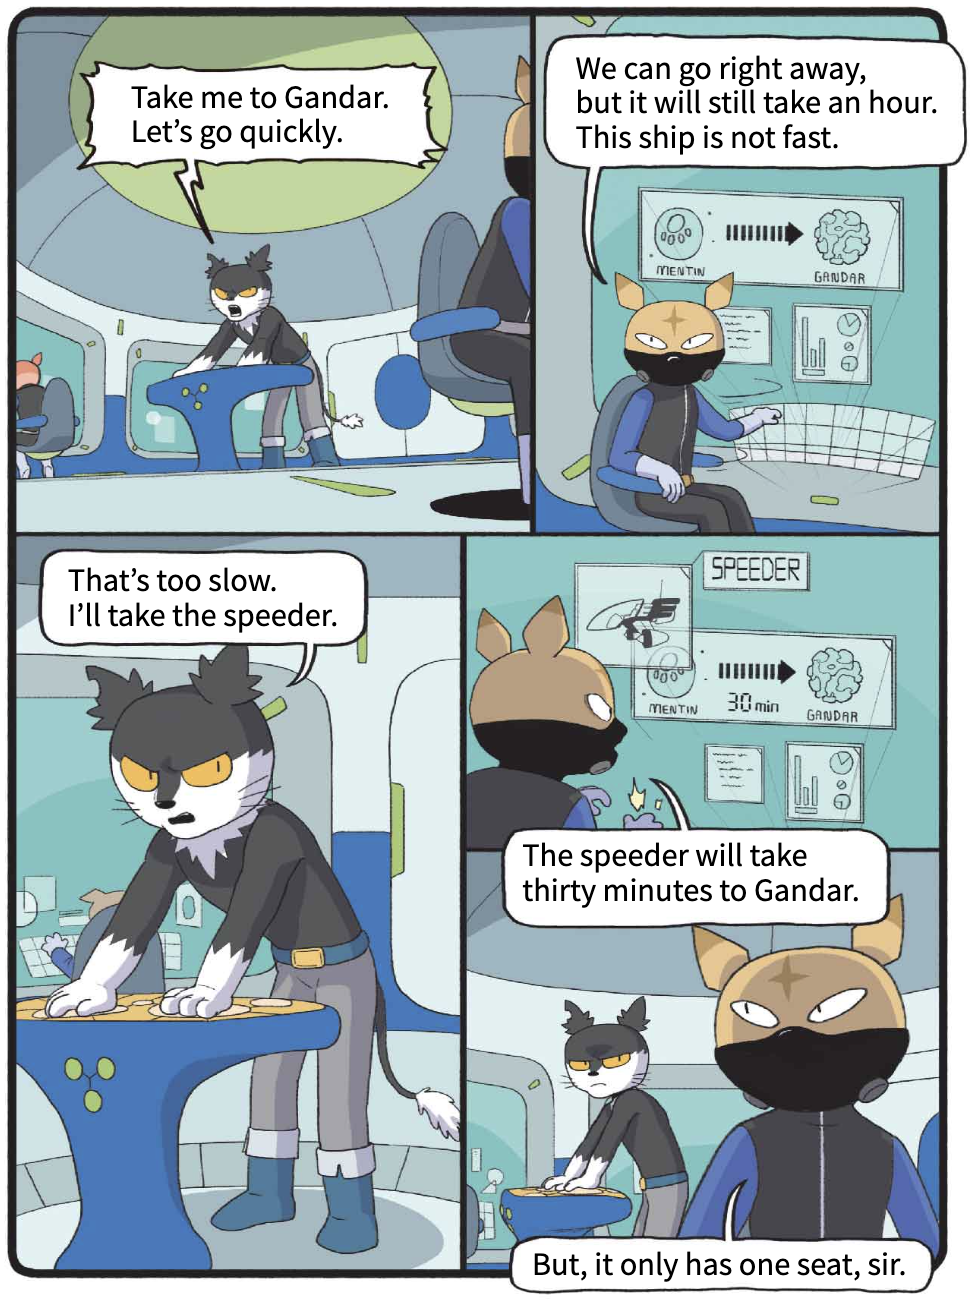 Take me to Gandar.
Let's go quickly.
We can go right away,
but it will still take an hour.
This ship is not fast.
MENTIN
GANDAR
That's too slow.
I'll take the speeder.
SPEEDER
MENTIN
30 min
GANDAR
The speeder will take
thirty minutes to Gandar.
But, it only has one seat, sir.